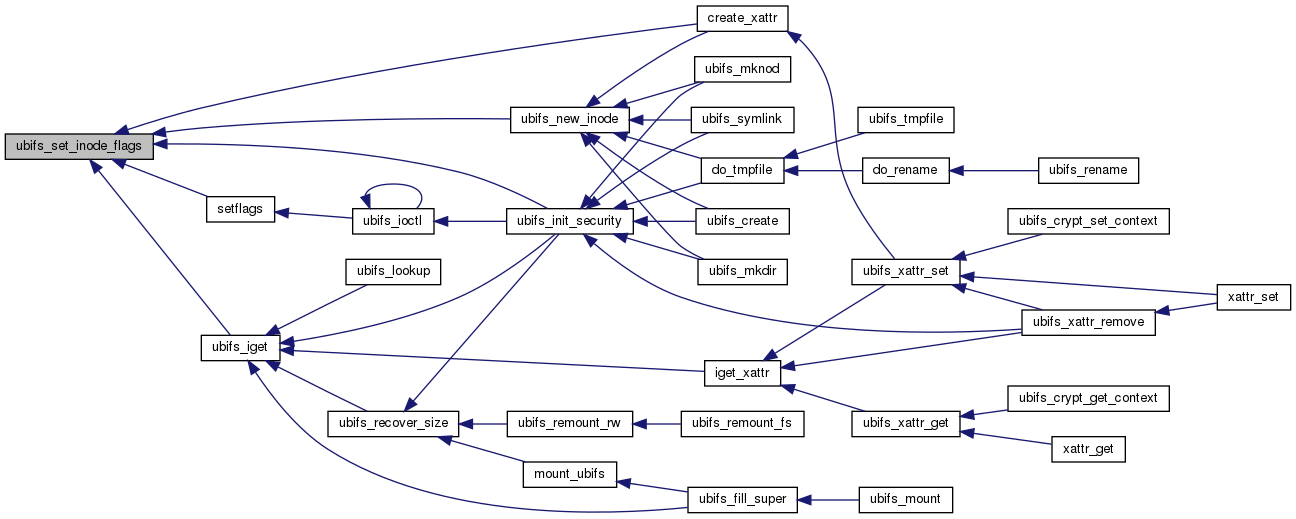 create_xattr
ubifs_mknod
ubifs_new_inode
ubifs_symlink
ubifs_tmpfile
ubifs_set_inode_flags
do_tmpfile
do_rename
ubifs_rename
setflags
ubifs_ioctl
ubifs_init_security
ubifs_create
ubifs_crypt_set_context
ubifs_lookup
ubifs_mkdir
ubifs_xattr_set
xattr_set
ubifs_xattr_remove
ubifs_iget
iget_xattr
ubifs_crypt_get_context
ubifs_recover_size
ubifs_remount_rw
ubifs_remount_fs
ubifs_xattr_get
xattr_get
mount_ubifs
ubifs_fill_super
ubifs_mount